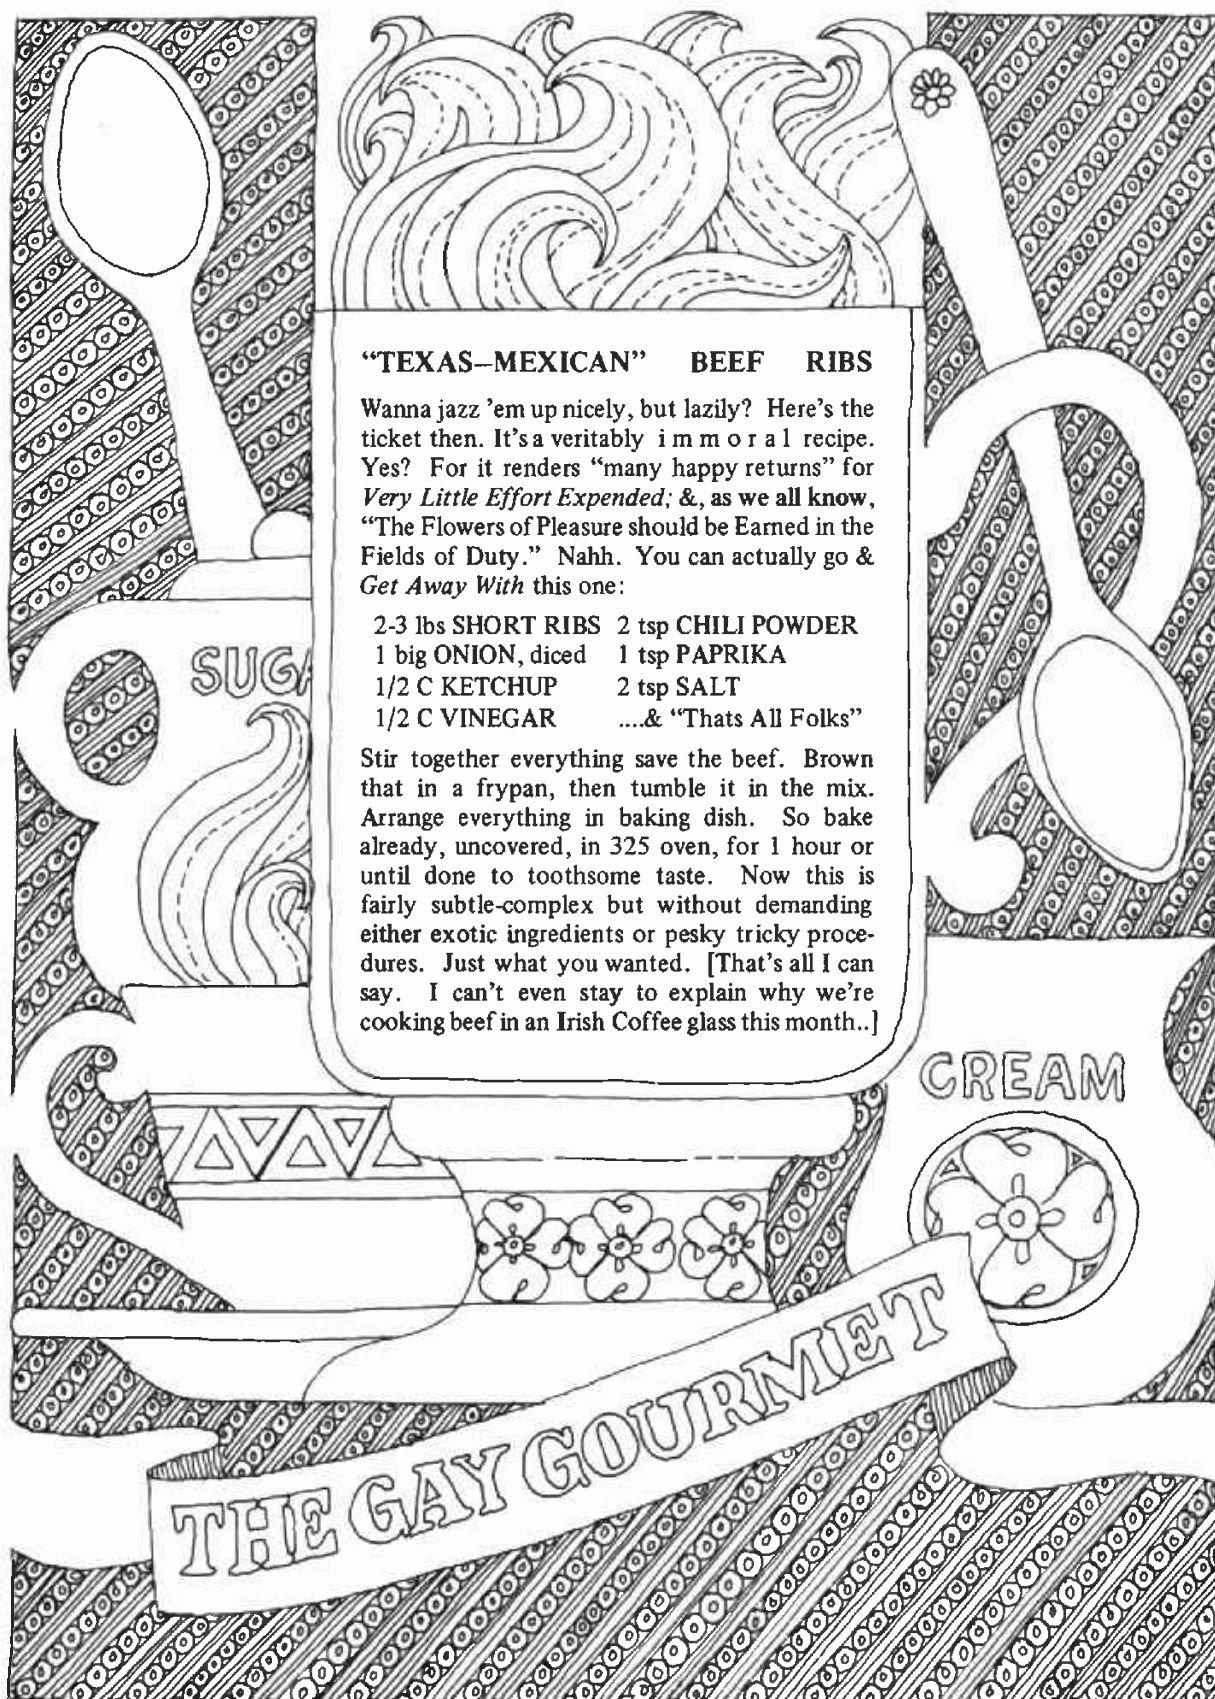 “TEXAS–MEXICAN” BEEF RIBS
Wanna jazz ’em up nicely, but lazily? Here’s the
ticket then. It’s a veritably i m m o r a l recipe.
Yes? For it renders “many happy returns” for
Very Little Effort Expended; &, as we all know,
“The Flowers of Pleasure should be Earned in the
Fields of Duty.” Nahh. You can actually go &
Get Away With this one:
2-3 lbs SHORT RIBS 2 tsp CHILI POWDER
1 big ONION, diced 1 tsp PAPRIKA
1/2 C KETCHUP 2 tsp SALT
1/2 C VINEGAR ....& “Thats All Folks”
Stir together everything save the beef. Brown
that in a frypan, then tumble it in the mix.
Arrange everything in baking dish. So bake
already, uncovered, in 325 oven, for 1 hour or
until done to toothsome taste. Now this is
fairly subtle-complex but without demanding
either exotic ingredients or pesky tricky proce-
dures. Just what you wanted. [That’s all I can
say. I can’t even stay to explain why we’re
cooking beef in an Irish Coffee glass this month..]
SUGA
CREAM
THE GAY GOURMET